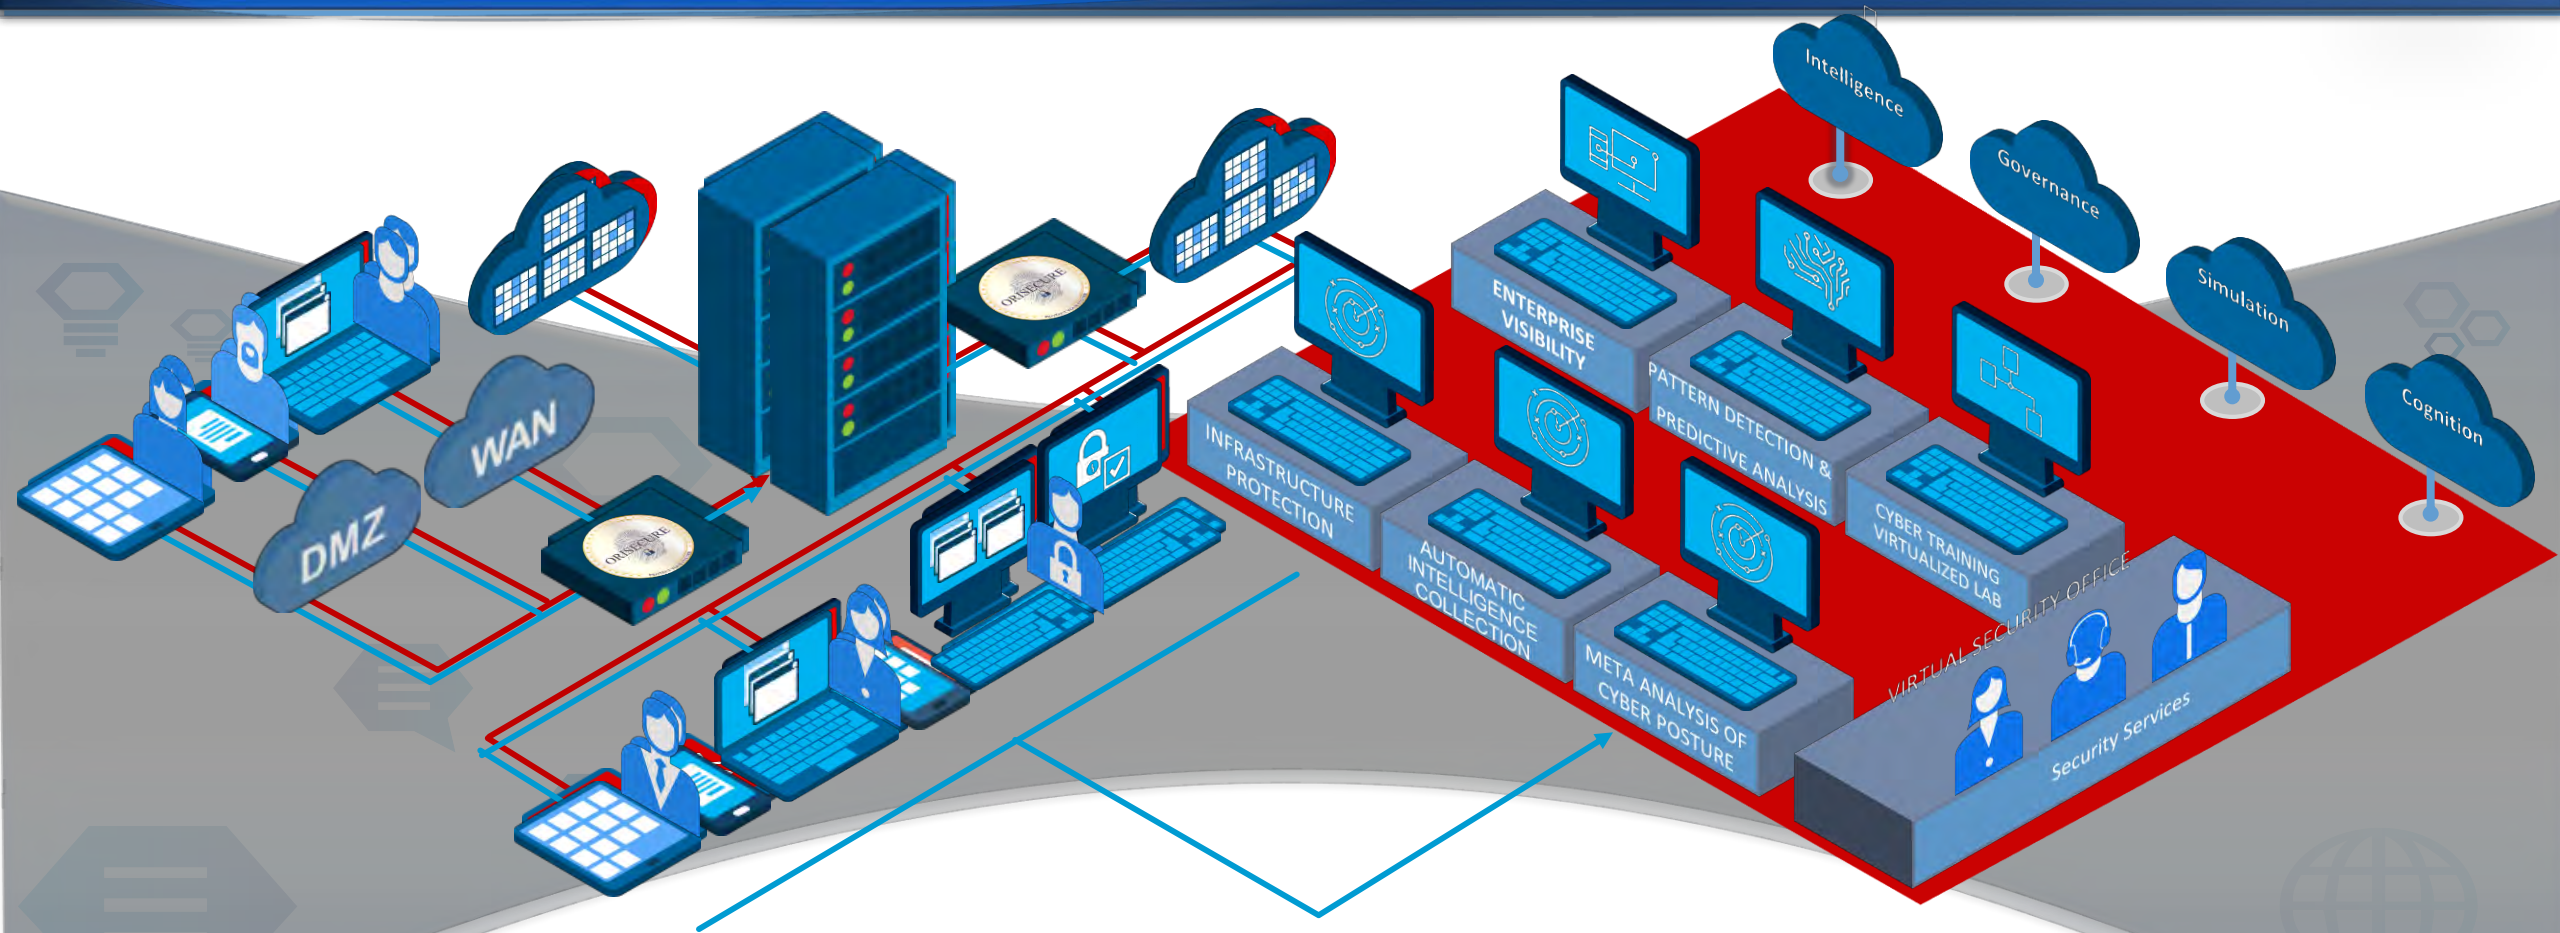 Intelligence
Governance
Simulation
Cognition
WAN
DMZ
ORISECURE
ORISECURE
ENTERPRISE
VISIBILITY
PATTERN DETECTION &
PREDICTIVE ANALYSIS
CYBER TRAINING
VIRTUALIZED LAB
INFRASTRUCTURE
PROTECTION
AUTOMATIC
INTELLIGENCE
COLLECTION
META ANALYSIS OF
CYBER POSTURE
VIRTUAL SECURITY OFFICE
Security Services